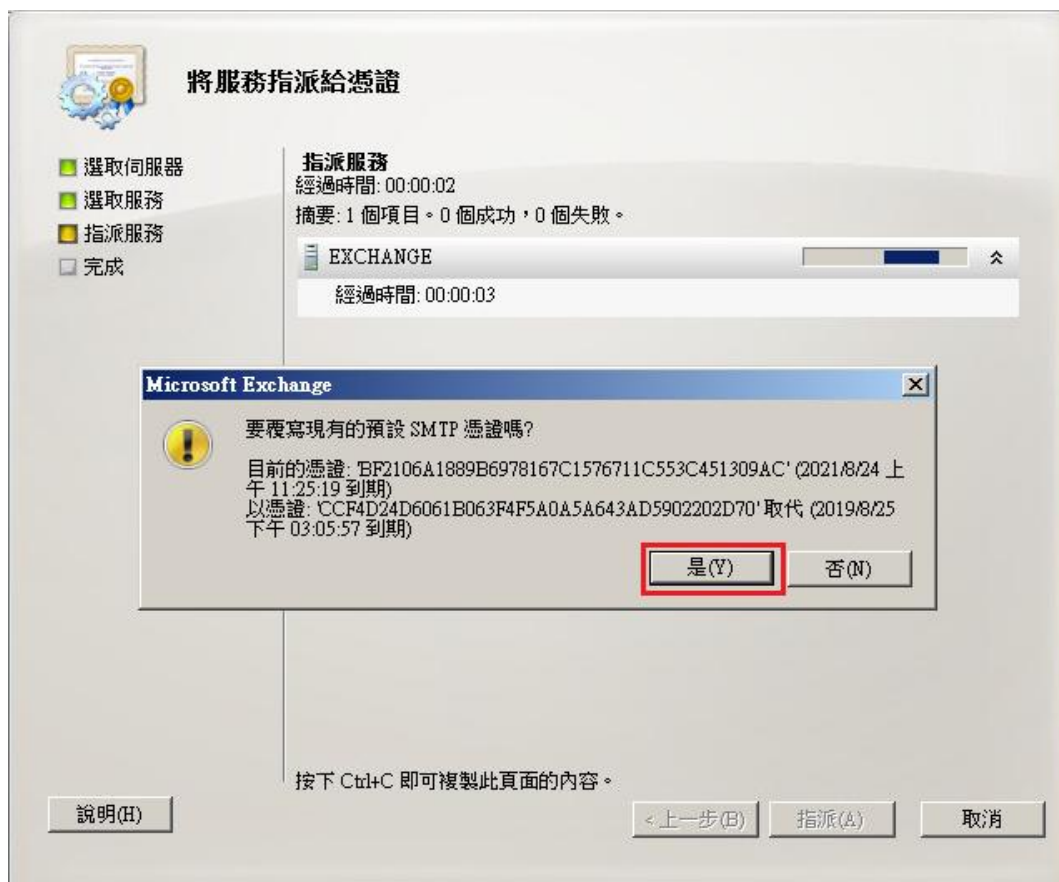 將服務指派給憑證
選取伺服器
選取服務
指派服務
完成
指派服務
經過時間: 00:00:02
摘要: 1 個項目。0 個成功，0 個失敗。
EXCHANGE
經過時間: 00:00:03
Microsoft Exchange
要覆寫現有的預設 SMTP 憑證嗎?
目前的憑證: 'BF2106A1889B6978167C1576711C553C451309AC' (2021/8/24 上
午 11:25:19 到期)
以憑證: 'CCF4D24D6061B063F4F5A0A5A643AD5902202D70' 取代 (2019/8/25
下午 03:05:57 到期)
是(Y)
否(N)
按下 Ctrl+C 即可複製此頁面的內容。
說明(H)
< 上一步(B)
指派(A)
取消